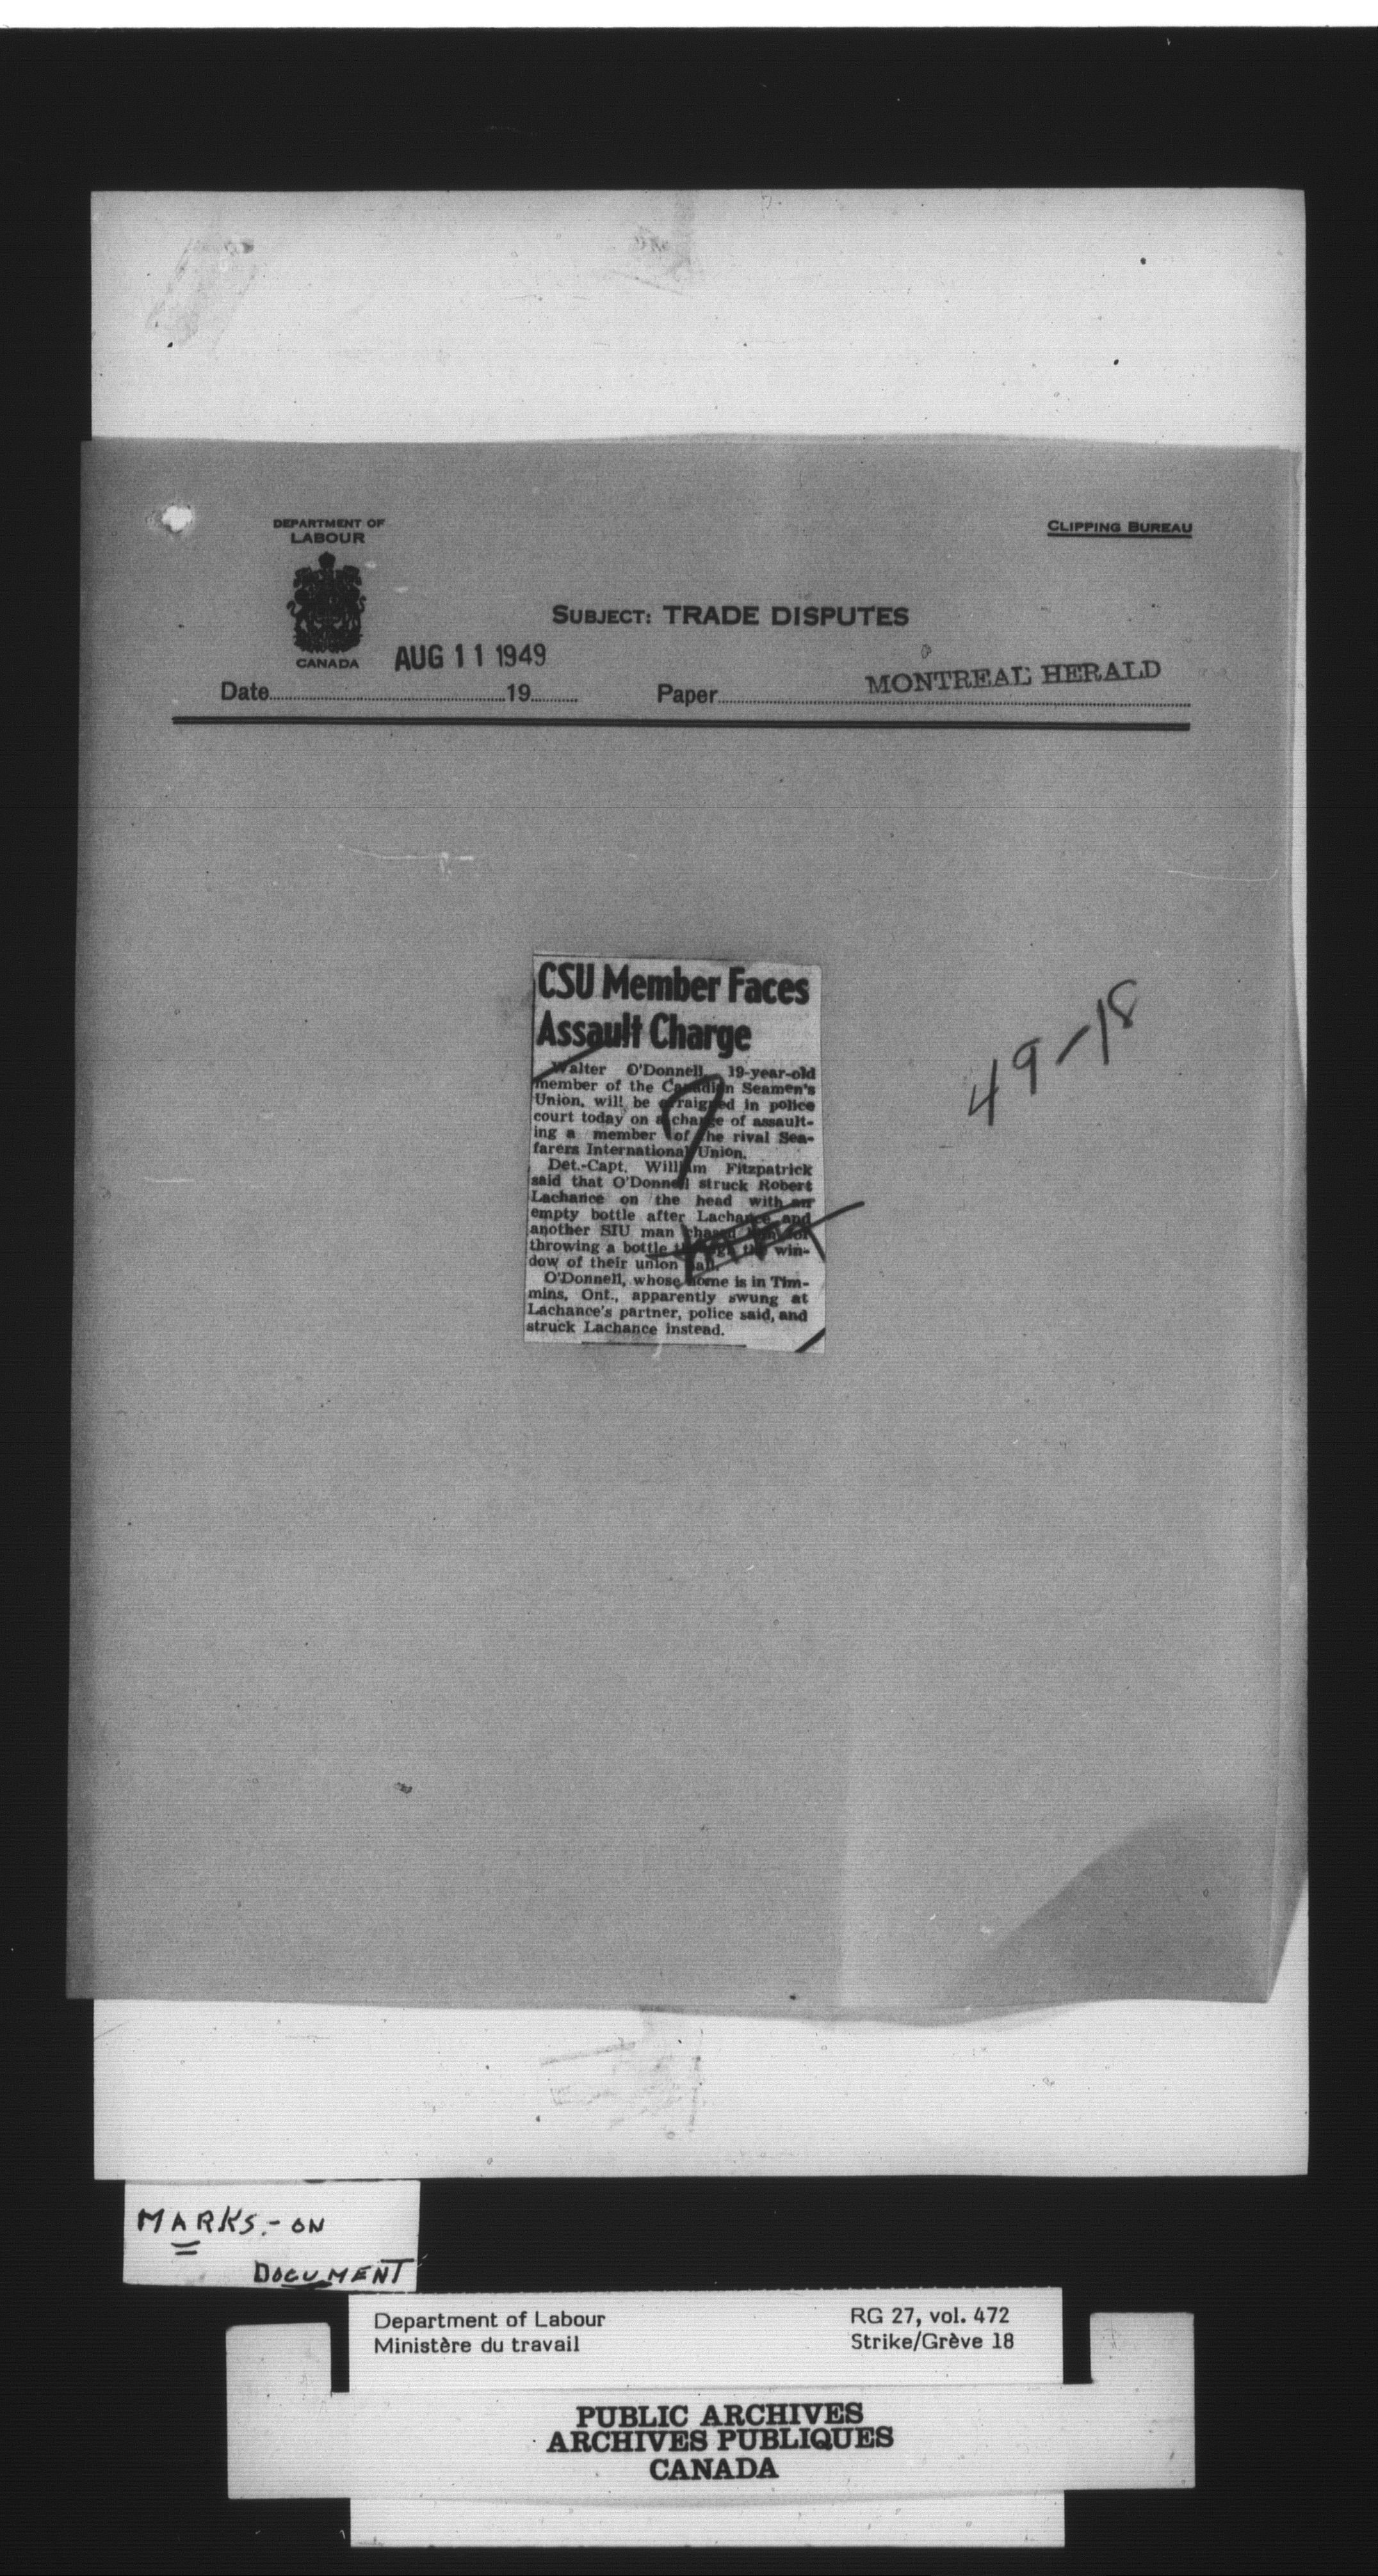 DEPARTMENT OF
LABOUR
CANADA
CLIPPING BUREAU
SUBJECT: TRADE DISPUTES
AUG 11 1949
Date 19
Paper MONTREAL HERALD
CSU Member Faces
Assault Charge
Walter O'Donnell, 19-year-old
member of the Canadian Seamen's
Union, will be arraigned in police
court today on a charge of assault-
ing a member of the rival Sea-
farers International Union.
Det.-Capt. William Fitzpatrick
said that O'Donnell struck Robert
Lachance on the head with an
empty bottle after Lachance and
another SIU man chased him for
throwing a bottle through the win-
dow of their union hall.
O'Donnell, whose home is in Tim-
mins, Ont., apparently swung at
Lachance's partner, police said, and
struck Lachance instead.
49-18
MARKS.- ON
DOCUMENT
Department of Labour
Ministère du travail
RG 27, vol. 472
Strike/Grève 18
PUBLIC ARCHIVES
ARCHIVES PUBLIQUES
CANADA